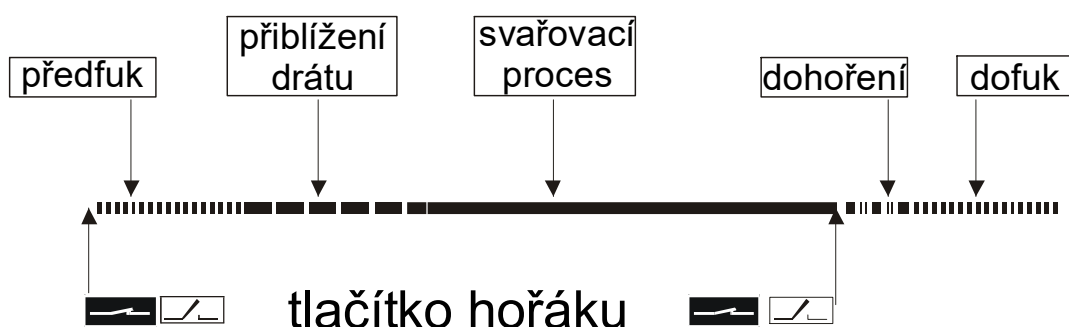 předfuk
přiblížení
drátu
svařovací
proces
dohoření
dofuk
tlačítko hořáku